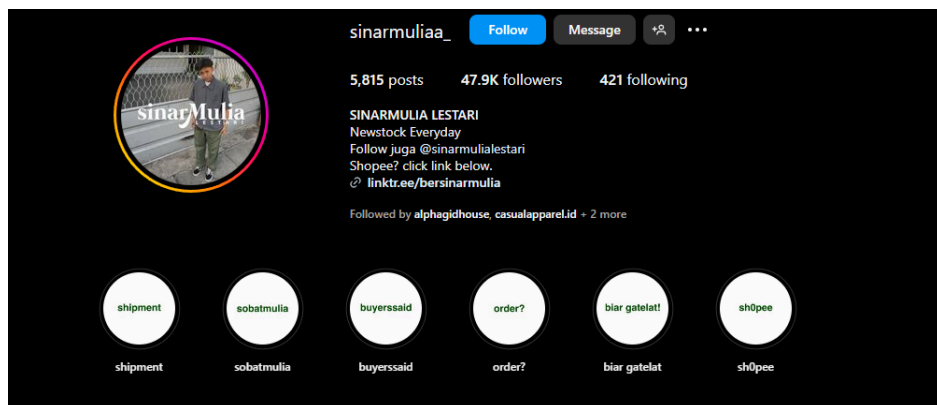 sinarmuliaa_ Follow Message
5,815 posts 47.9K followers 421 following
sinarMulia
LESTARI
SINARMULIA LESTARI
Newstock Everyday
Follow juga @sinarmulialestari
Shopee? click link below.
linktr.ee/bersinarmulia
Followed by alphagidhouse, casualapparel.id + 2 more
shipment sobatmulia buyerssaid order? biar gatelat! sh0pee
shipment sobatmulia buyerssaid order? biar gatelat sh0pee